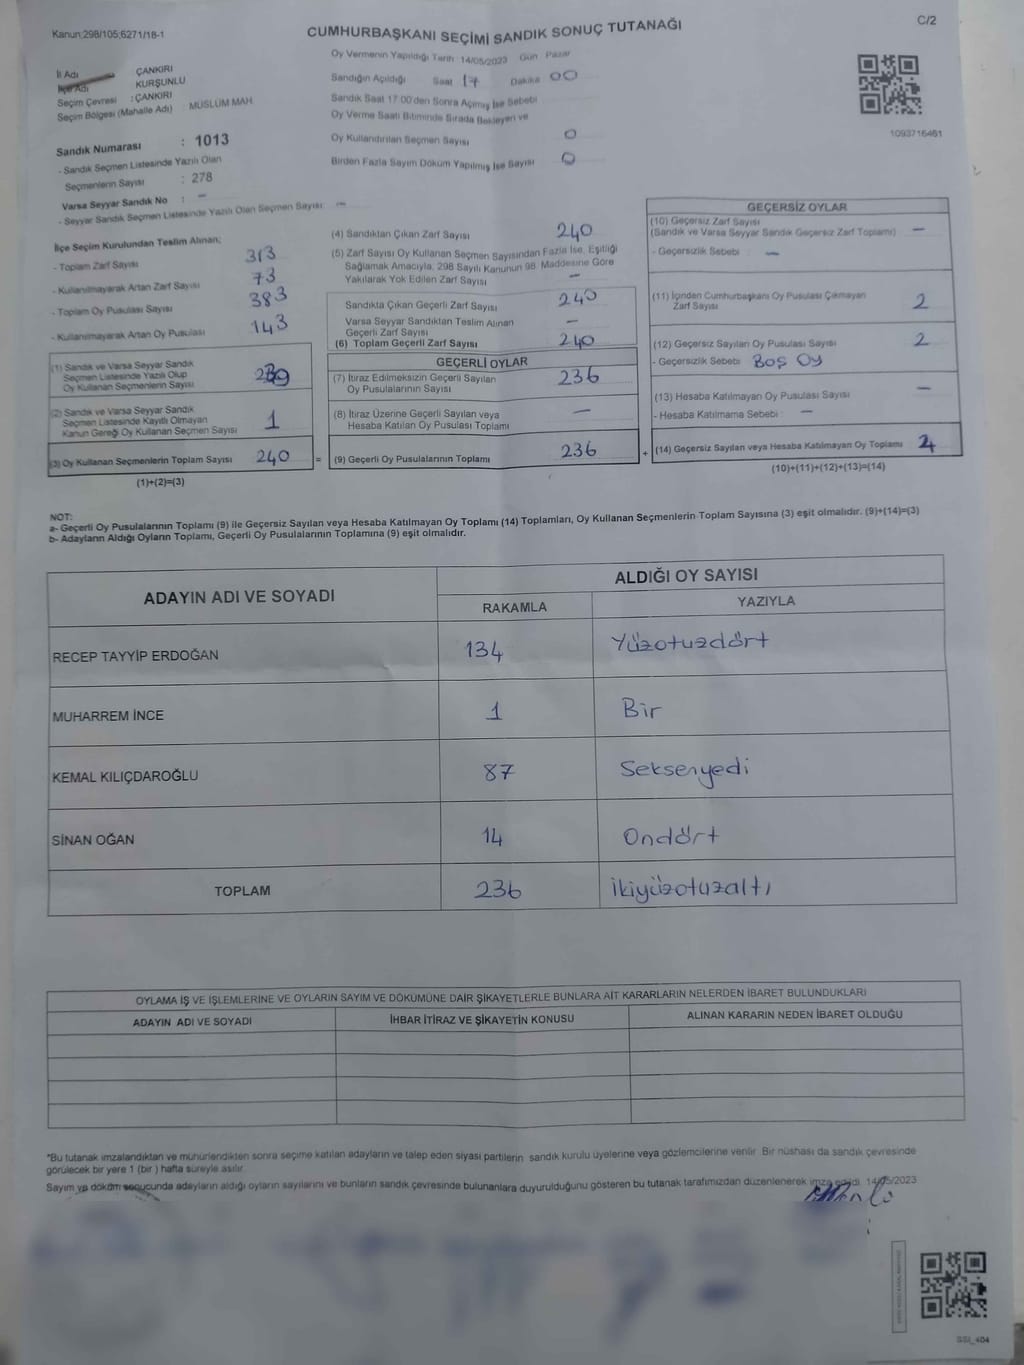 Kanun;298/105;6271/18-1
CUMHURBAŞKANI SEÇİMİ SANDIK SONUÇ TUTANAĞI
C/2
Oy Vermenin Yapıldığı Tarih : 14/05/2023 Gün Pazar
İl Adı ÇANKIRI
İlçe Adı KURŞUNLU
Seçim Çevresi : ÇANKIRI
Seçim Bölgesi (Mahalle Adı) : MÜSLÜM MAH.
Sandığın Açıldığı Saat 17 Dakika 00
Sandık Saat 17.00'den Sonra Açımış İse Sebebi
Oy Verme Saati Bitiminde Sırada Bekleyen ve
Oy Kullandırılan Seçmen Sayısı 0
Birden Fazla Sayım Döküm Yapılmış İse Sayısı 0
1093716461
Sandık Numarası : 1013
- Sandık Seçmen Listesinde Yazılı Olan
Seçmenlerin Sayısı : 278
Varsa Seyyar Sandık No : -
- Seyyar Sandık Seçmen Listesinde Yazılı Olan Seçmen Sayısı: -
İlçe Seçim Kurulundan Teslim Alınan;
- Toplam Zarf Sayısı 313
- Kullanılmayarak Artan Zarf Sayısı 73
- Toplam Oy Pusulası Sayısı 383
- Kullanılmayarak Artan Oy Pusulası 143
(1) Sandık ve Varsa Seyyar Sandık
Seçmen Listesinde Yazılı Olup
Oy Kullanan Seçmenlerin Sayısı 239
(2) Sandık ve Varsa Seyyar Sandık
Seçmen Listesinde Kayıtlı Olmayan
Kanun Gereği Oy Kullanan Seçmen Sayısı 1
(3) Oy Kullanan Seçmenlerin Toplam Sayısı 240
(1)+(2)=(3)
(4) Sandıktan Çıkan Zarf Sayısı 240
(5) Zarf Sayısı Oy Kullanan Seçmen Sayısından Fazla İse, Eşitliği
Sağlamak Amacıyla, 298 Sayılı Kanunun 98. Maddesine Göre
Yakılarak Yok Edilen Zarf Sayısı -
Sandıkta Çıkan Geçerli Zarf Sayısı 240
Varsa Seyyar Sandıktan Teslim Alınan
Geçerli Zarf Sayısı -
(6) Toplam Geçerli Zarf Sayısı 240
GEÇERLİ OYLAR
(7) İtiraz Edilmeksizin Geçerli Sayılan
Oy Pusulalarının Sayısı 236
(8) İtiraz Üzerine Geçerli Sayılan veya
Hesaba Katılan Oy Pusulası Toplamı -
= (9) Geçerli Oy Pusulalarının Toplamı 236
GEÇERSİZ OYLAR
(10) Geçersiz Zarf Sayısı
(Sandık ve Varsa Seyyar Sandık Geçersiz Zarf Toplamı) -
- Geçersizlik Sebebi : -
(11) İçinden Cumhurbaşkanı Oy Pusulası Çıkmayan
Zarf Sayısı 2
(12) Geçersiz Sayılan Oy Pusulası Sayısı 2
- Geçersizlik Sebebi Boş Oy
(13) Hesaba Katılmayan Oy Pusulası Sayısı -
- Hesaba Katılmama Sebebi : -
+ (14) Geçersiz Sayılan veya Hesaba Katılmayan Oy Toplamı 4
(10)+(11)+(12)+(13)=(14)
NOT:
a- Geçerli Oy Pusulalarının Toplamı (9) ile Geçersiz Sayılan veya Hesaba Katılmayan Oy Toplamı (14) Toplamları, Oy Kullanan Seçmenlerin Toplam Sayısına (3) eşit olmalıdır. (9)+(14)=(3)
b- Adayların Aldığı Oyların Toplamı, Geçerli Oy Pusulalarının Toplamına (9) eşit olmalıdır.
ADAYIN ADI VE SOYADI
ALDIĞI OY SAYISI
RAKAMLA YAZIYLA
RECEP TAYYİP ERDOĞAN 134 Yüzotuzdört
MUHARREM İNCE 1 Bir
KEMAL KILIÇDAROĞLU 87 Seksenyedi
SİNAN OĞAN 14 Ondört
TOPLAM 236 İkiyüzotuzaltı
OYLAMA İŞ VE İŞLEMLERİNE VE OYLARIN SAYIM VE DÖKÜMÜNE DAİR ŞİKAYETLERLE BUNLARA AİT KARARLARIN NELERDEN İBARET BULUNDUKLARI
ADAYIN ADI VE SOYADI İHBAR İTİRAZ VE ŞİKAYETİN KONUSU ALINAN KARARIN NEDEN İBARET OLDUĞU
*Bu tutanak imzalandıktan ve mühürlendikten sonra seçime katılan adayların ve talep eden siyasi partilerin sandık kurulu üyelerine veya gözlemcilerine verilir. Bir nüshası da sandık çevresinde
görülecek bir yere 1 (bir ) hafta süreyle asılır.
Sayım ve döküm sonucunda adayların aldığı oyların sayılarını ve bunların sandık çevresinde bulunanlara duyurulduğunu gösteren bu tutanak tarafımızdan düzenlenerek imza edildi. 14/05/2023
SSI_404